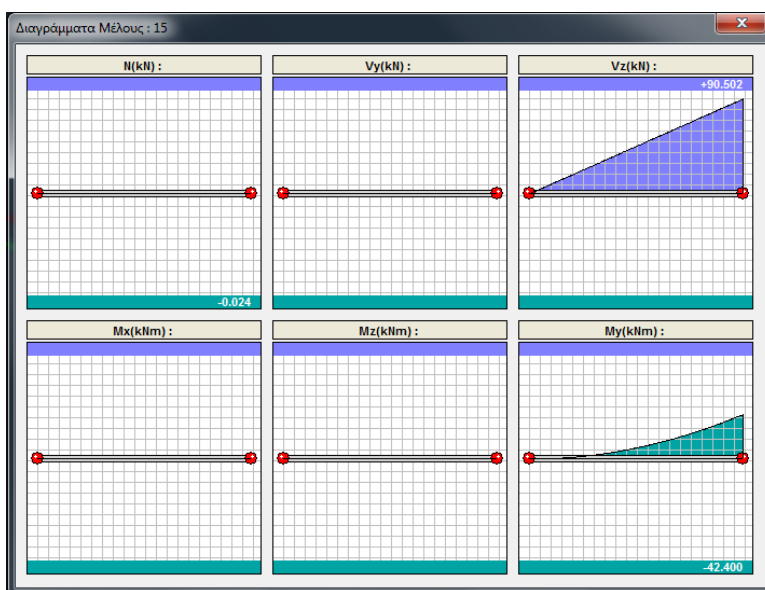 Διαγράμματα Μέλους : 15
N(kN) :
Vy(kN) :
Vz(kN) :
+90.502
-0.024
Mx(kNm) :
Mz(kNm) :
My(kNm) :
-42.400